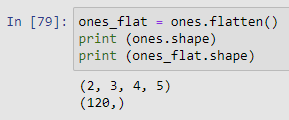 In [79]: ones_flat = ones.flatten()
print (ones.shape)
print (ones_flat.shape)
(2, 3, 4, 5)
(120,)